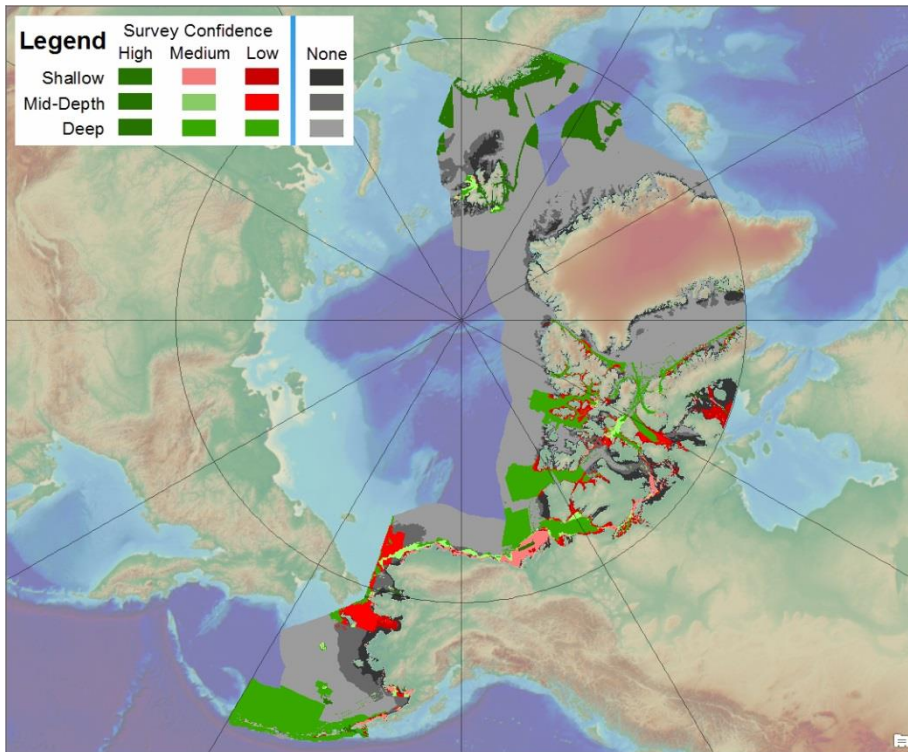 Legend
Survey Confidence
High Medium Low None
Shallow
Mid-Depth
Deep